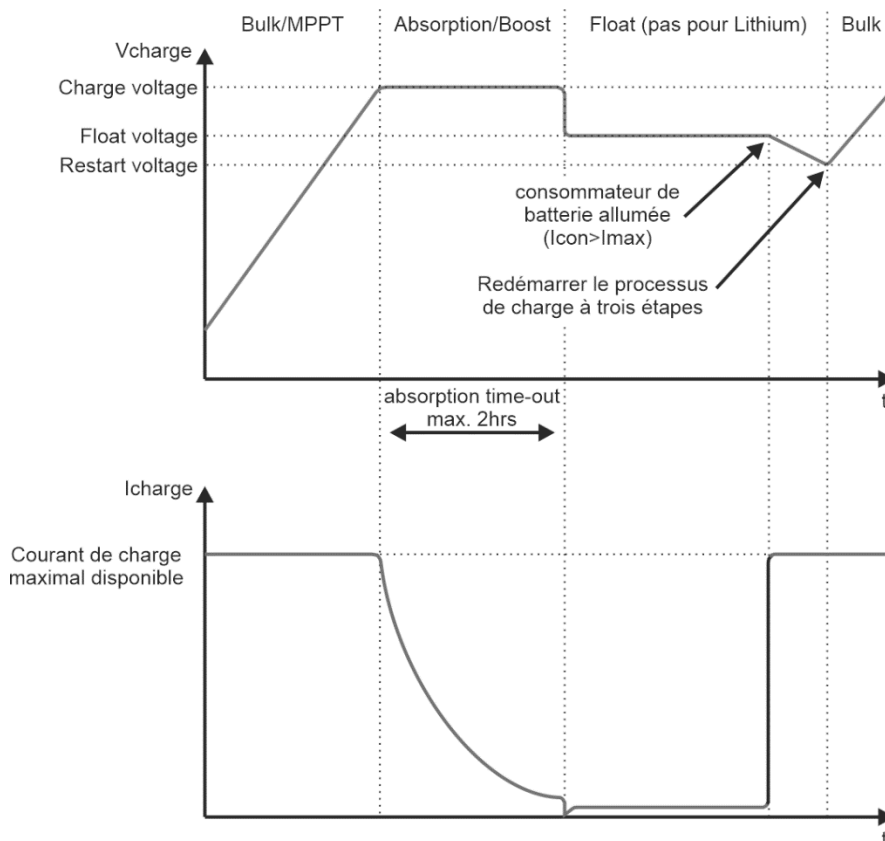 Bulk/MPPT
Absorption/Boost
Float (pas pour Lithium)
Bulk
Vcharge
Charge voltage
Float voltage
Restart voltage
consommateur de
batterie allumée
(Icon>Imax)
Redémarrer le processus
de charge à trois étapes
t
absorption time-out
max. 2hrs
Icharge
Courant de charge
maximal disponible
t